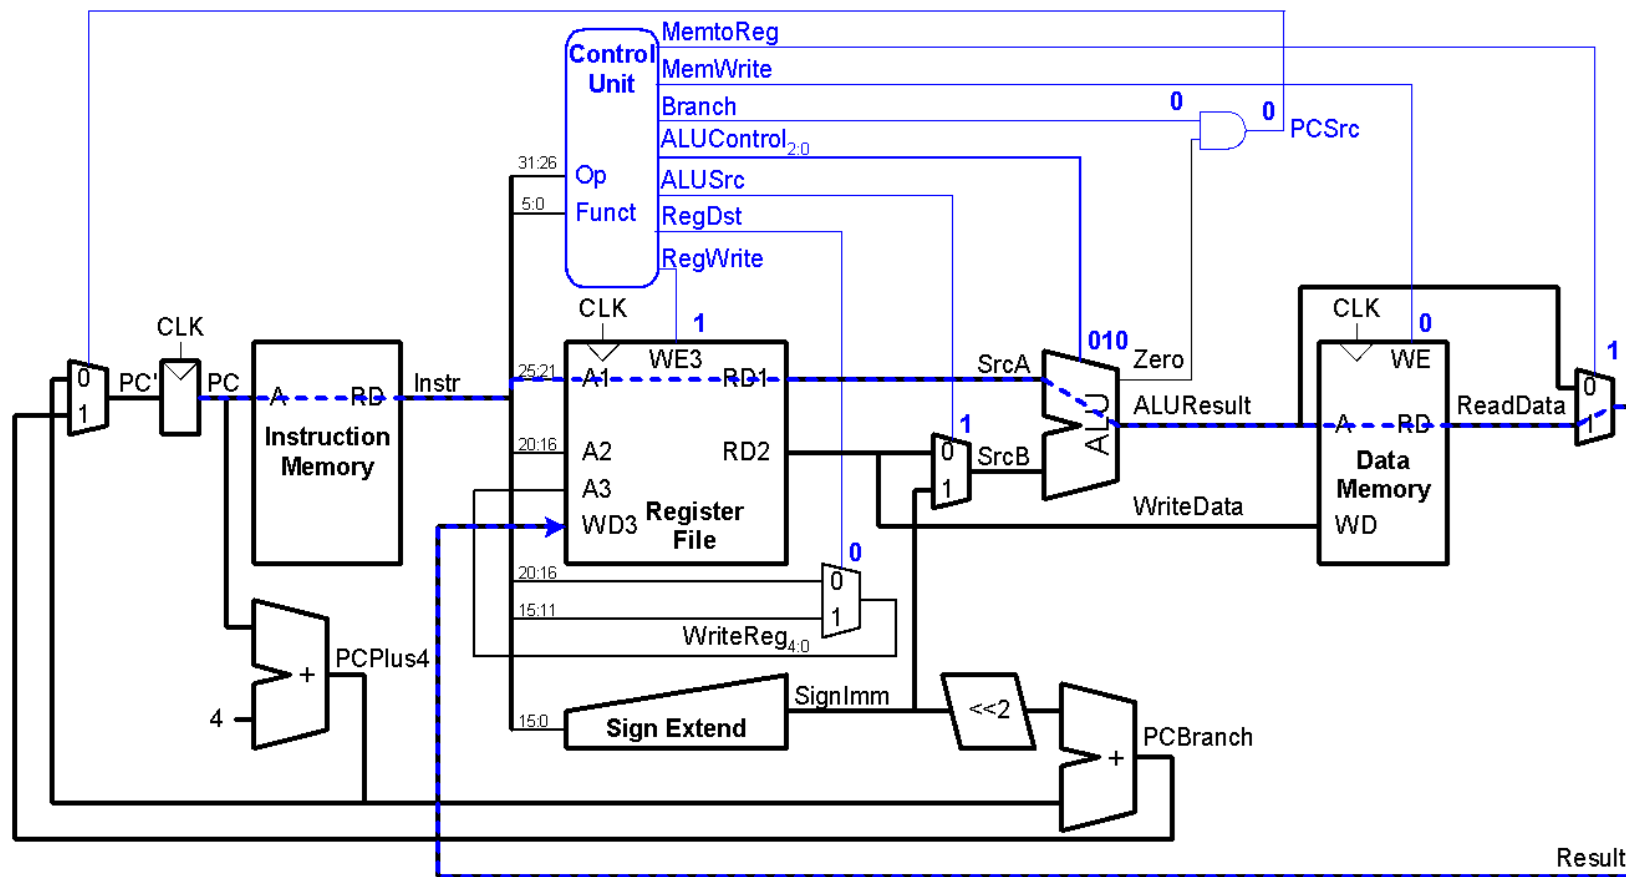 MemtoReg
Control
Unit
MemWrite
Branch
0
0
PCSrc
ALUControl2:0
31:26
Op
ALUSrc
5:0
Funct
RegDst
RegWrite
CLK
CLK
CLK
1
010
0
1
WE3
SrcA
Zero
WE
0
1
PC'
PC
A
RD
Instr
25:21
A1
RD1
ALU
ALUResult
A
RD
ReadData
0
1
Instruction
Memory
20:16
A2
RD2
1
0
1
SrcB
Data
Memory
A3
WD3
Register
File
WriteData
WD
0
20:16
0
15:11
1
WriteReg4:0
PCPlus4
+
4
SignImm
15:0
Sign Extend
<<2
+
PCBranch
Result